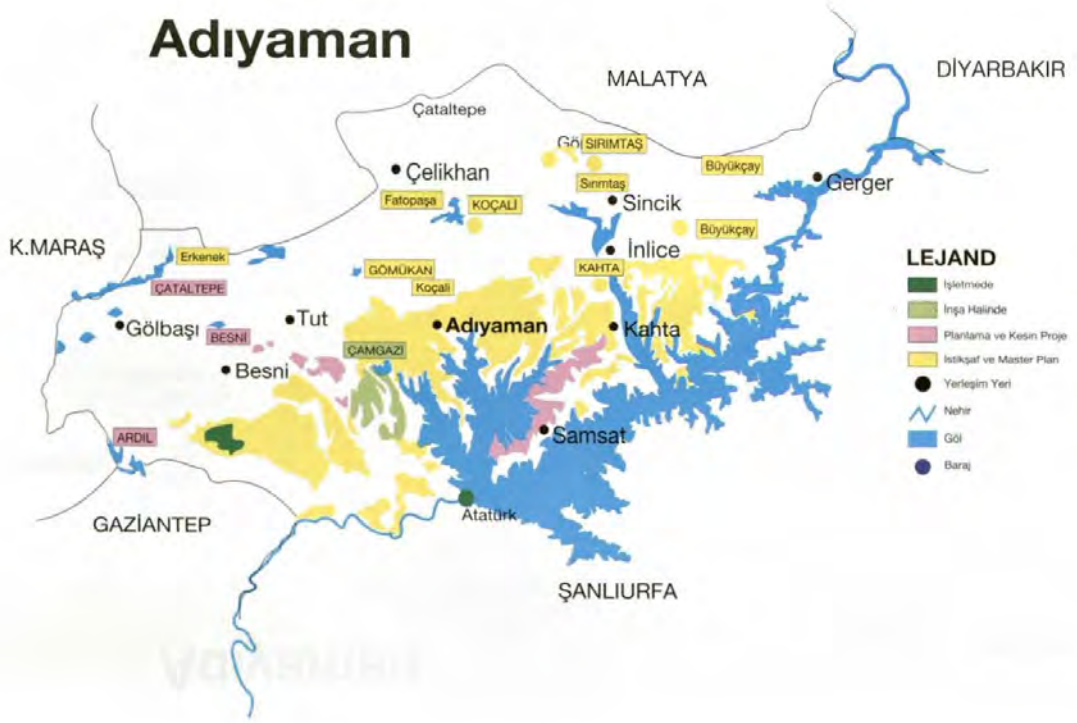 Adıyaman
MALATYA
DİYARBAKIR
Çataltepe
Gö
SIRIMTAŞ
Büyükçay
Çelikhan
Gerger
Sırımtaş
Fatopaşa
KOÇALİ
Sincik
Büyükçay
K.MARAŞ
Erkenek
İnlice
GÖMÜKAN
KAHTA
ÇATALTEPE
Koçali
Gölbaşı
BESNİ
Tut
Adıyaman
Kahta
ÇAMGAZİ
Besni
ARDIL
Samsat
Atatürk
GAZİANTEP
ŞANLIURFA
LEJAND
İşletmede
İnşa Halinde
Planlama ve Kesin Proje
İstikşaf ve Master Plan
Yerleşim Yeri
Nehir
Göl
Baraj